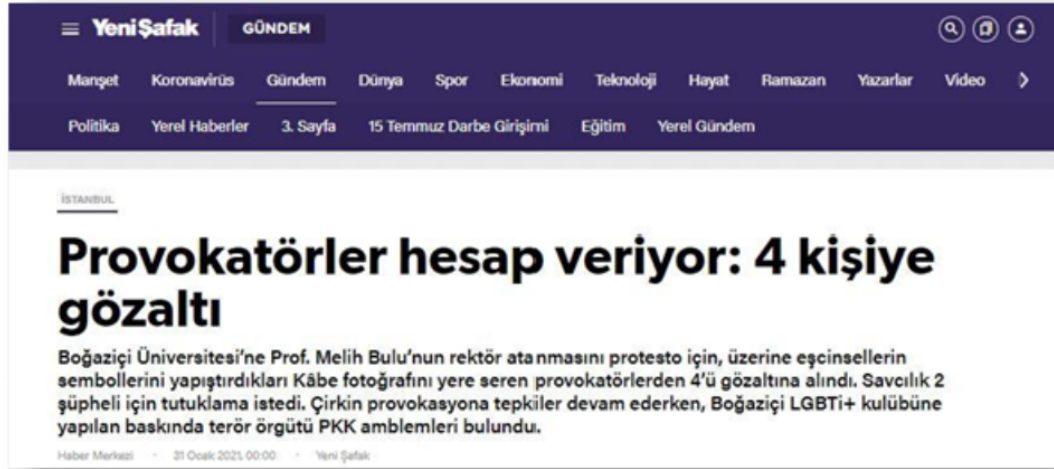 YeniŞafak GÜNDEM
Manşet Koronavirüs Gündem Dünya Spor Ekonomi Teknoloji Hayat Ramazan Yazarlar Video
Politika Yerel Haberler 3. Sayfa 15 Temmuz Darbe Girişimi Eğitim Yerel Gündem
İSTANBUL
Provokatörler hesap veriyor: 4 kişiye
gözaltı
Boğaziçi Üniversitesi’ne Prof. Melih Bulu’nun rektör atanmasını protesto için, üzerine eşcinsellerin
sembollerini yapıştırdıkları Kâbe fotoğrafını yere seren provokatörlerden 4’ü gözaltına alındı. Savcılık 2
şüpheli için tutuklama istedi. Çirkin provokasyona tepkiler devam ederken, Boğaziçi LGBTi+ kulübüne
yapılan baskında terör örgütü PKK amblemleri bulundu.
Haber Merkezi · 31 Ocak 2021, 00:00 · Yeni Şafak